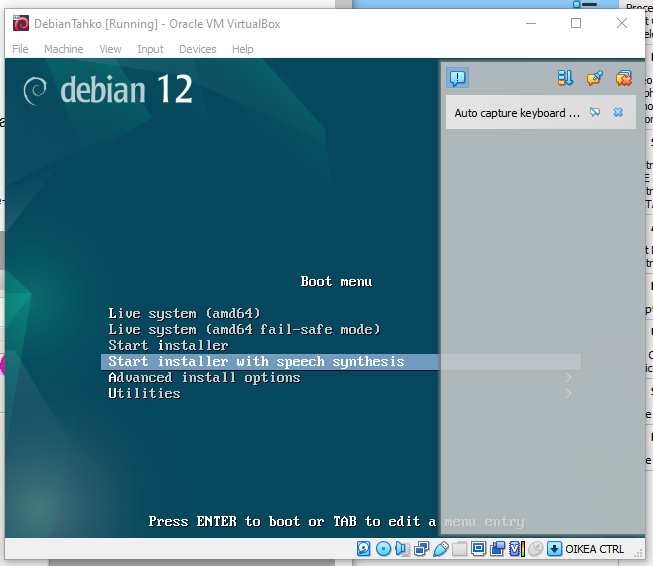 DebianTahko [Running] - Oracle VM VirtualBox
File Machine View Input Devices Help
debian 12
Auto capture keyboard ...
Boot menu
Live system (amd64)
Live system (amd64 fail-safe mode)
Start installer
Start installer with speech synthesis
Advanced install options >
Utilities >
Press ENTER to boot or TAB to edit a menu entry
OIKEA CTRL